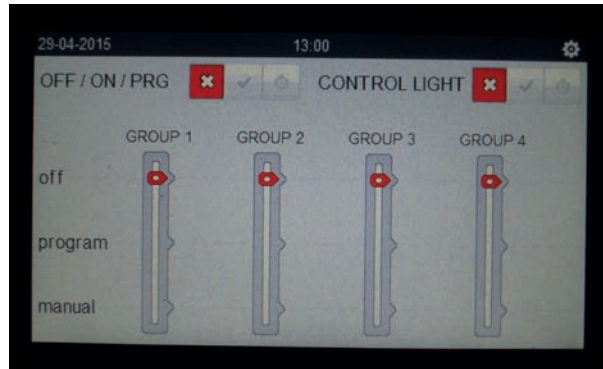 29-04-2015 13:00
OFF / ON / PRG CONTROL LIGHT
GROUP 1 GROUP 2 GROUP 3 GROUP 4
off
program
manual